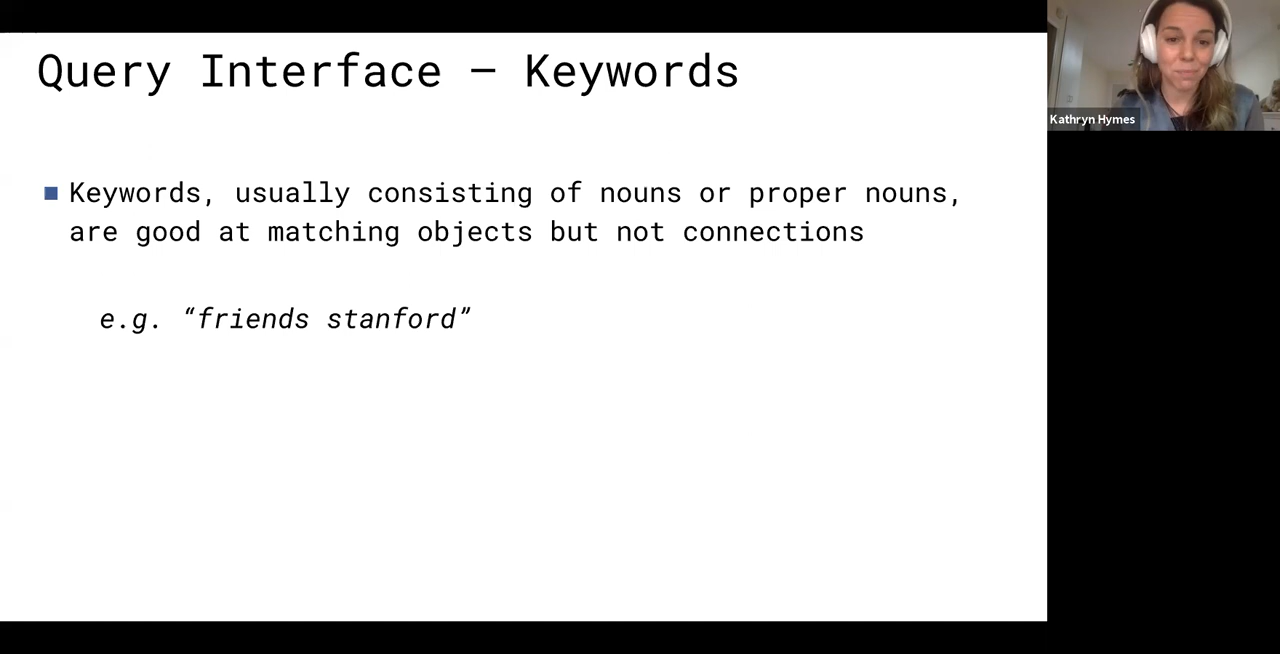 Query Interface – Keywords
Keywords, usually consisting of nouns or proper nouns,
are good at matching objects but not connections
e.g. “friends stanford”
Kathryn Hymes